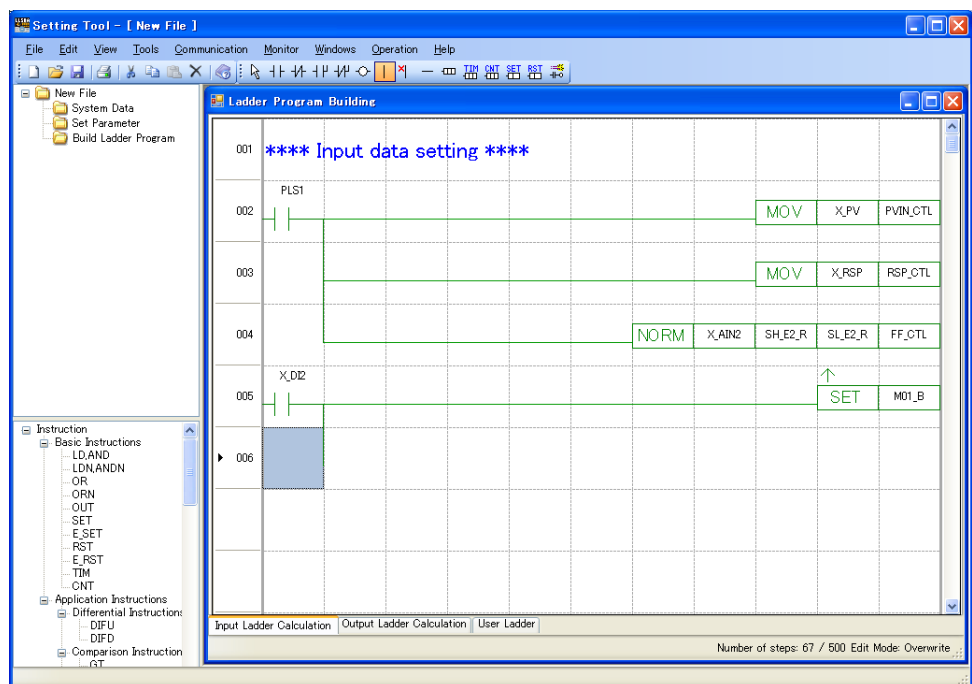 Setting Tool - [ New File ]
File Edit View Tools Communication Monitor Windows Operation Help
TIM CNT SET RST
New File
System Data
Set Parameter
Build Ladder Program
Ladder Program Building
001 **** Input data setting ****
PLS1
002 MOV X_PV PVIN_CTL
003 MOV X_RSP RSP_CTL
004 NORM X_AIN2 SH_E2_R SL_E2_R FF_CTL
X_DI2
005 SET M01_B
006
Instruction
Basic Instructions
LD,AND
LDN,ANDN
OR
ORN
OUT
SET
E_SET
RST
E_RST
TIM
CNT
Application Instructions
Differential Instructions
DIFU
DIFD
Comparison Instruction
GT
Input Ladder Calculation Output Ladder Calculation User Ladder
Number of steps: 67 / 500 Edit Mode: Overwrite